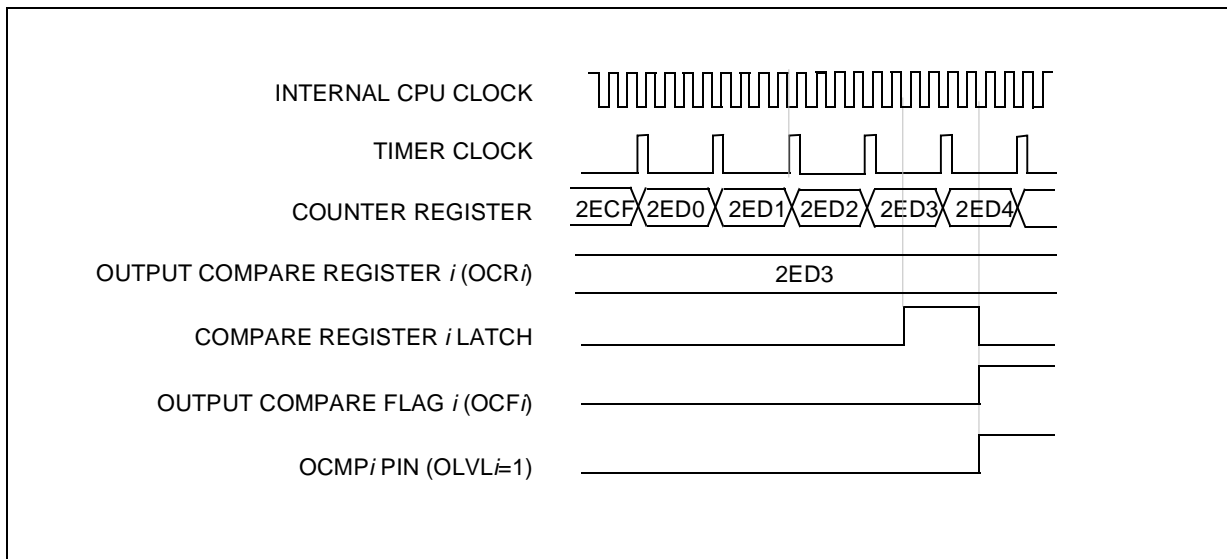 INTERNAL CPU CLOCK
TIMER CLOCK
COUNTER REGISTER
2ECF 2ED0 2ED1 2ED2 2ED3 2ED4
OUTPUT COMPARE REGISTER i (OCRi)
2ED3
COMPARE REGISTER i LATCH
OUTPUT COMPARE FLAG i (OCFi)
OCMPi PIN (OLVLi=1)